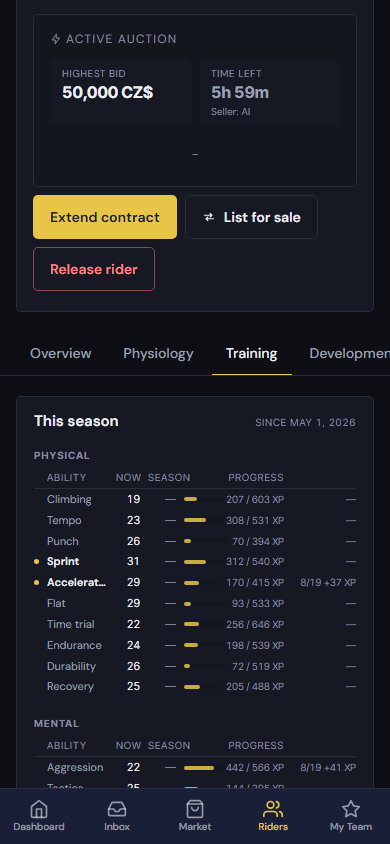 ACTIVE AUCTION
HIGHEST BID
50,000 CZ$
TIME LEFT
5h 59m
Seller: AI
–
Extend contract
List for sale
Release rider
Overview Physiology Training Developmen
This season SINCE MAY 1, 2026
PHYSICAL
ABILITY NOW SEASON PROGRESS
Climbing 19 — 207 / 603 XP —
Tempo 23 — 308 / 531 XP —
Punch 26 — 70 / 394 XP —
Sprint 31 — 312 / 540 XP —
Accelerat... 29 — 170 / 415 XP 8/19 +37 XP
Flat 29 — 93 / 533 XP —
Time trial 22 — 256 / 646 XP —
Endurance 24 — 198 / 539 XP —
Durability 26 — 72 / 519 XP —
Recovery 25 — 205 / 488 XP —
MENTAL
ABILITY NOW SEASON PROGRESS
Aggression 22 — 442 / 566 XP 8/19 +41 XP
Dashboard Inbox Market Riders My Team